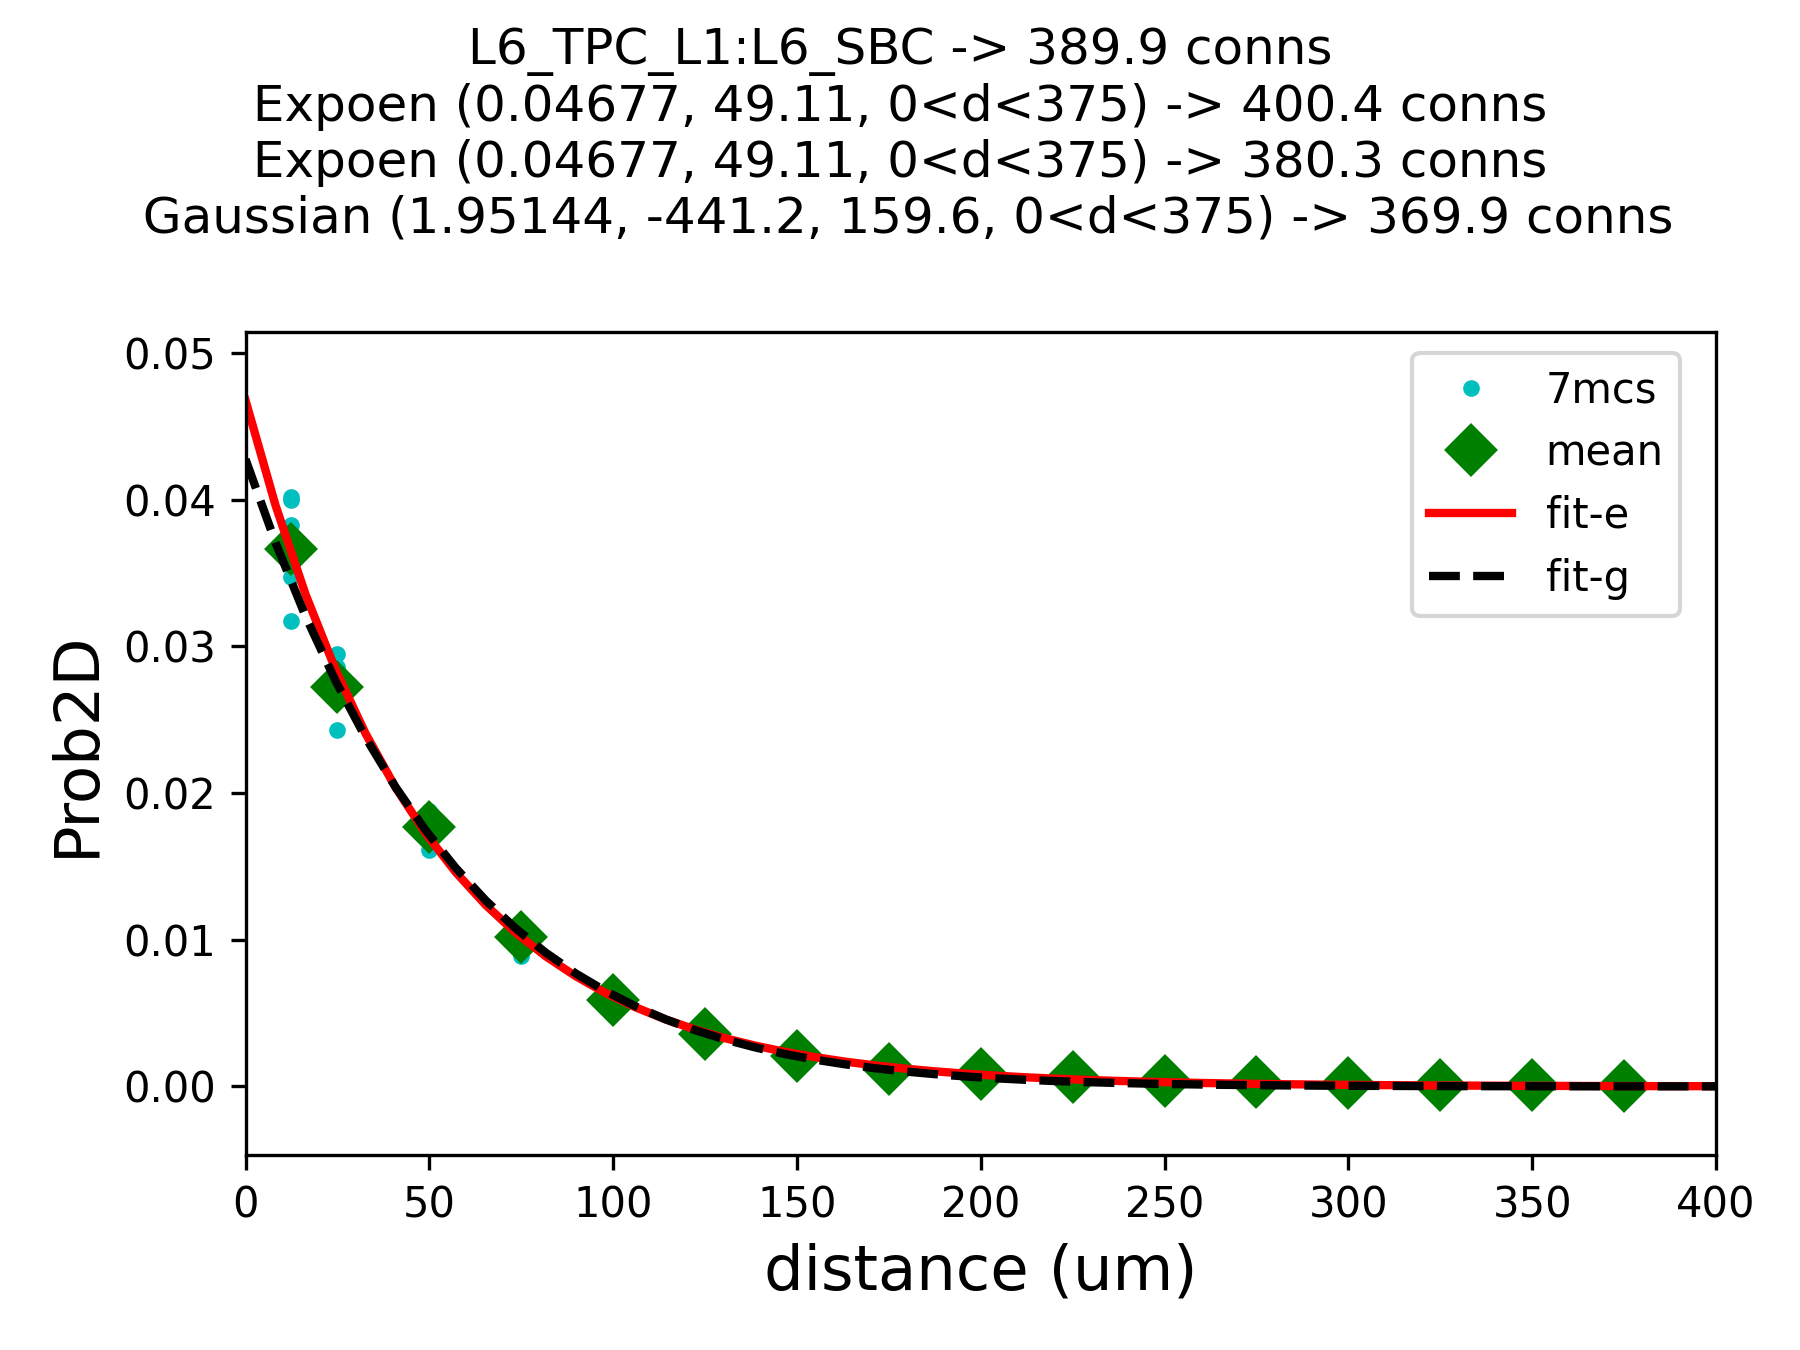 L6_TPC_L1:L6_SBC -> 389.9 conns
Expoen (0.04677, 49.11, 0<d<375) -> 400.4 conns
Expoen (0.04677, 49.11, 0<d<375) -> 380.3 conns
Gaussian (1.95144, -441.2, 159.6, 0<d<375) -> 369.9 conns
0.05
0.04
0.03
0.02
0.01
0.00
Prob2D
7mcs
mean
fit-e
fit-g
0 50 100 150 200 250 300 350 400
distance (um)